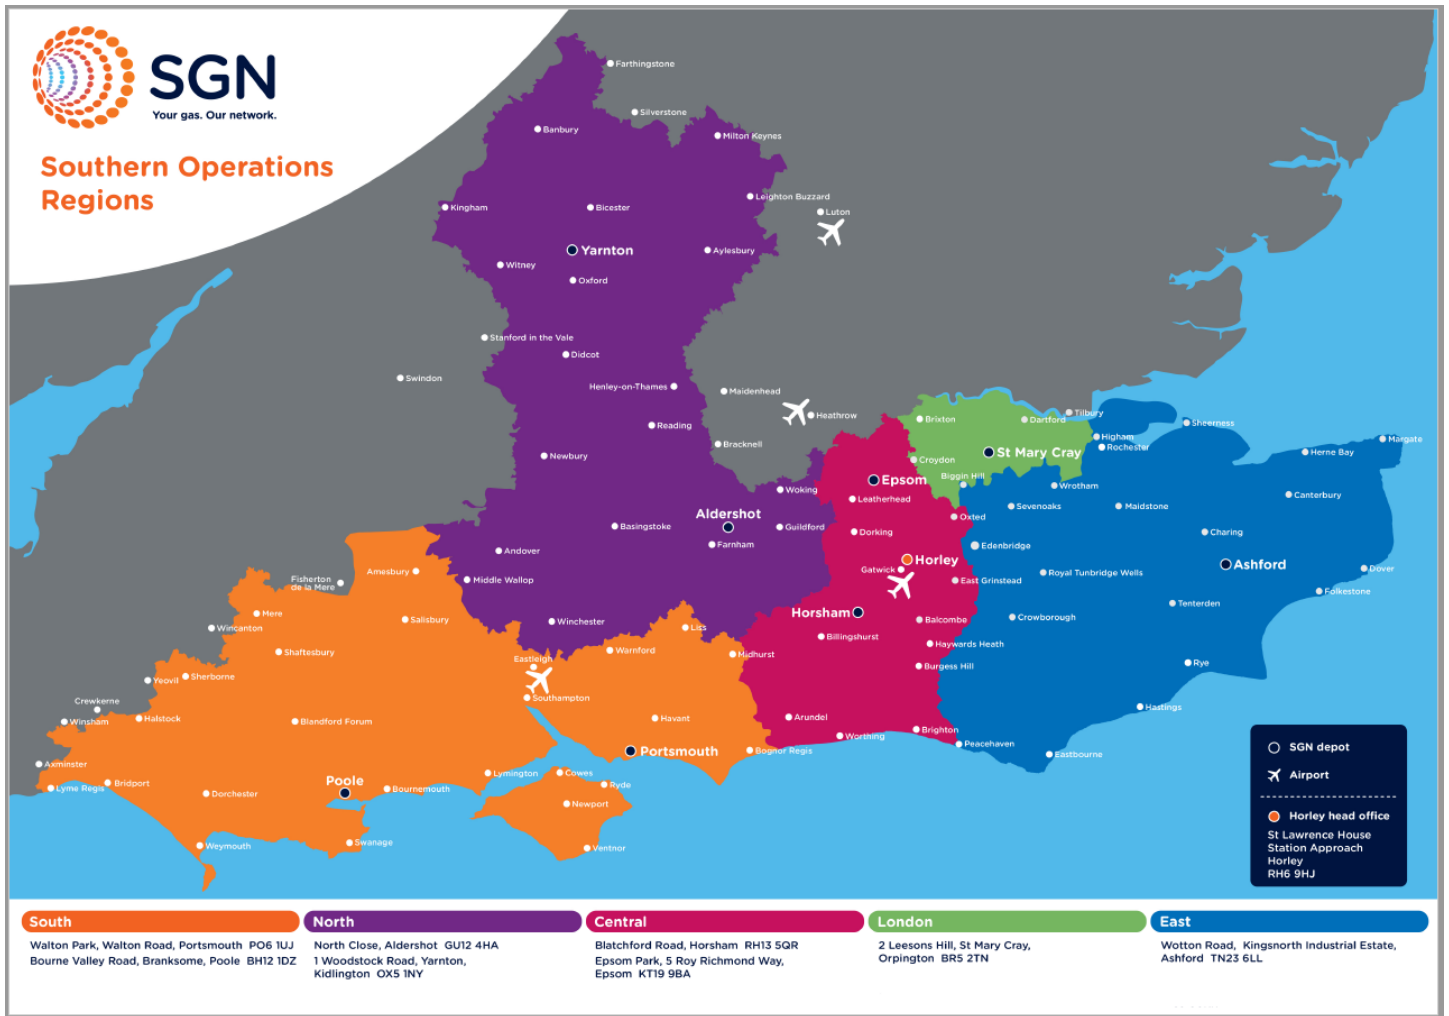 SGN
Your gas. Our network.
Southern Operations
Regions
Farthingstone
Silverstone
Banbury
Milton Keynes
Leighton Buzzard
Kingham
Bicester
Luton
Yarnton
Aylesbury
Witney
Oxford
Stanford in the Vale
Didcot
Swindon
Henley-on-Thames
Maidenhead
Heathrow
Reading
Bracknell
Newbury
Brixton
Dartford
Tilbury
Higham
Rochester
Sheerness
Margate
Herne Bay
St Mary Cray
Croydon
Biggin Hill
Epsom
Wrotham
Woking
Leatherhead
Canterbury
Sevenoaks
Maidstone
Aldershot
Oxted
Basingstoke
Guildford
Dorking
Charing
Farnham
Edenbridge
Andover
Horley
Ashford
Amesbury
Gatwick
Royal Tunbridge Wells
Dover
Fisherton
de la Mere
Middle Wallop
East Grinstead
Folkestone
Tenterden
Mere
Horsham
Salisbury
Winchester
Balcombe
Crowborough
Wincanton
Liss
Billingshurst
Haywards Heath
Shaftesbury
Warnford
Midhurst
Eastleigh
Burgess Hill
Rye
Yeovil
Sherborne
Southampton
Crewkerne
Hastings
Winsham
Halstock
Blandford Forum
Havant
Arundel
Brighton
Worthing
Peacehaven
Portsmouth
Bognor Regis
Eastbourne
Axminster
Lyme Regis
Bridport
Poole
Lymington
Cowes
Dorchester
Bournemouth
Ryde
Newport
Weymouth
Swanage
Ventnor
SGN depot
Airport
Horley head office
St Lawrence House
Station Approach
Horley
RH6 9HJ
South
Walton Park, Walton Road, Portsmouth PO6 1UJ
Bourne Valley Road, Branksome, Poole BH12 1DZ
North
North Close, Aldershot GU12 4HA
1 Woodstock Road, Yarnton,
Kidlington OX5 1NY
Central
Blatchford Road, Horsham RH13 5QR
Epsom Park, 5 Roy Richmond Way,
Epsom KT19 9BA
London
2 Leesons Hill, St Mary Cray,
Orpington BR5 2TN
East
Wotton Road, Kingsnorth Industrial Estate,
Ashford TN23 6LL